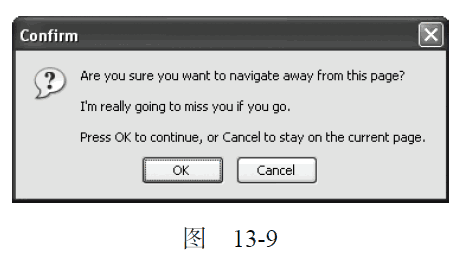 Confirm
Are you sure you want to navigate away from this page?
I'm really going to miss you if you go.
Press OK to continue, or Cancel to stay on the current page.
OK Cancel
图 13-9